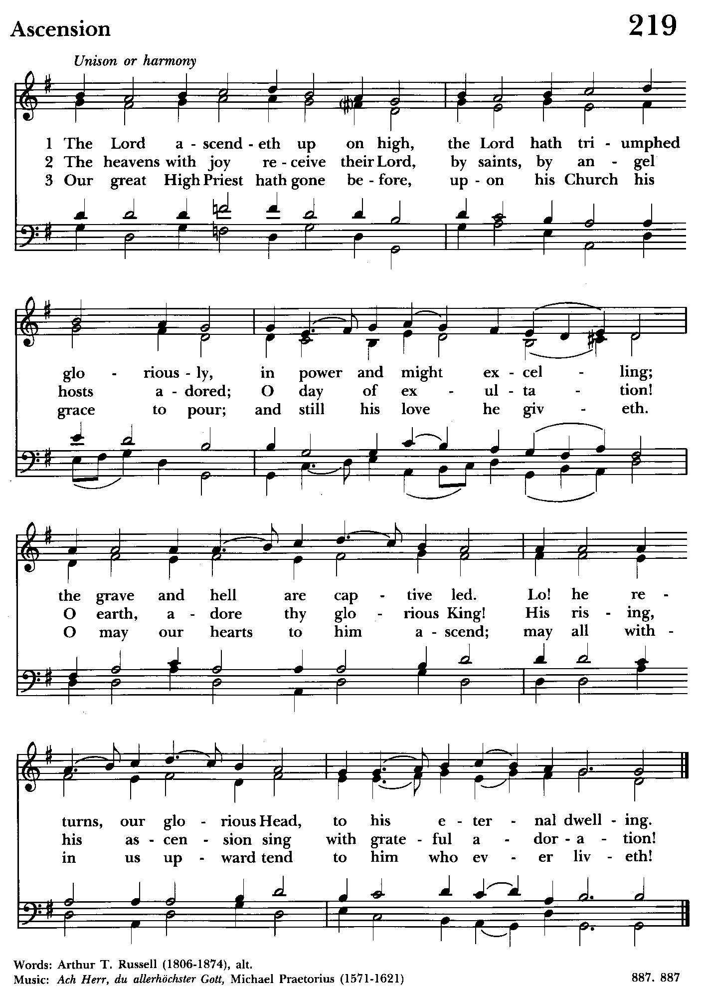 Ascension 219
Unison or harmony
1 The Lord a - scend - eth up on high, the Lord hath tri - umphed
2 The heavens with joy re - ceive their Lord, by saints, by an - gel
3 Our great High Priest hath gone be - fore, up - on his Church his
glo - rious - ly, in power and might ex - cel - ling;
hosts a - dored; O day of ex - ul - ta - tion!
grace to pour; and still his love he giv - eth.
the grave and hell are cap - tive led. Lo! he re -
O earth, a - dore thy glo - rious King! His ris - ing,
O may our hearts to him a - scend; may all with -
turns, our glo - rious Head, to his e - ter - nal dwell - ing.
his as - cen - sion sing with grate - ful a - dor - a - tion!
in us up - ward tend to him who ev - er liv - eth!
Words: Arthur T. Russell (1806-1874), alt.
Music: Ach Herr, du allerhöchster Gott, Michael Praetorius (1571-1621) 887. 887